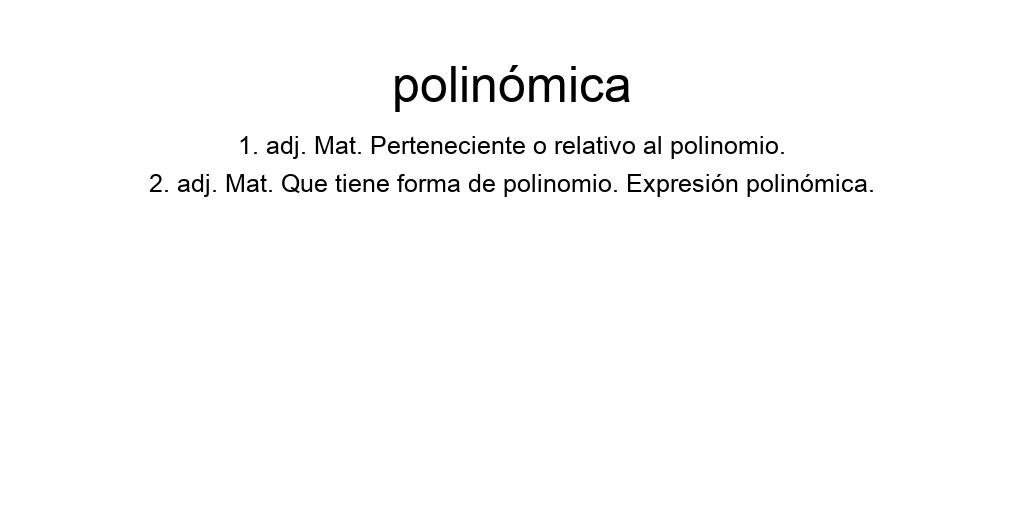 polinómica
1. adj. Mat. Perteneciente o relativo al polinomio.
2. adj. Mat. Que tiene forma de polinomio. Expresión polinómica.